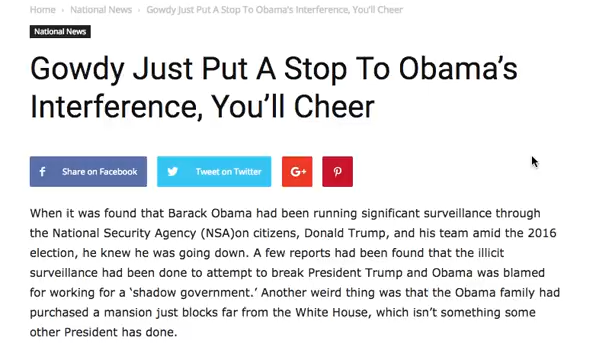 Home › National News › Gowdy Just Put A Stop To Obama's Interference, You'll Cheer
National News
Gowdy Just Put A Stop To Obama's
Interference, You'll Cheer
Share on Facebook Tweet on Twitter G+
When it was found that Barack Obama had been running significant surveillance through
the National Security Agency (NSA)on citizens, Donald Trump, and his team amid the 2016
election, he knew he was going down. A few reports had been found that the illicit
surveillance had been done to attempt to break President Trump and Obama was blamed
for working for a ‘shadow government.’ Another weird thing was that the Obama family had
purchased a mansion just blocks far from the White House, which isn’t something some
other President has done.